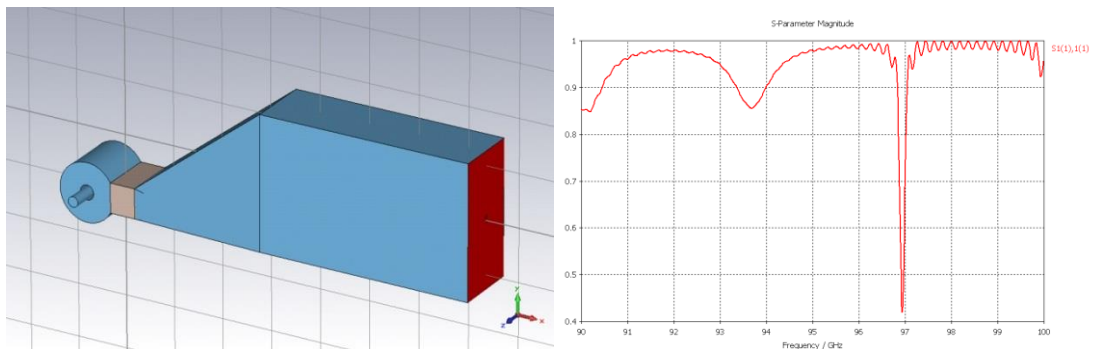 S-Parameter Magnitude
S1(1),1(1)
1
0.9
0.8
0.7
0.6
0.5
0.4
90 91 92 93 94 95 96 97 98 99 100
Frequency / GHz
y
x
z